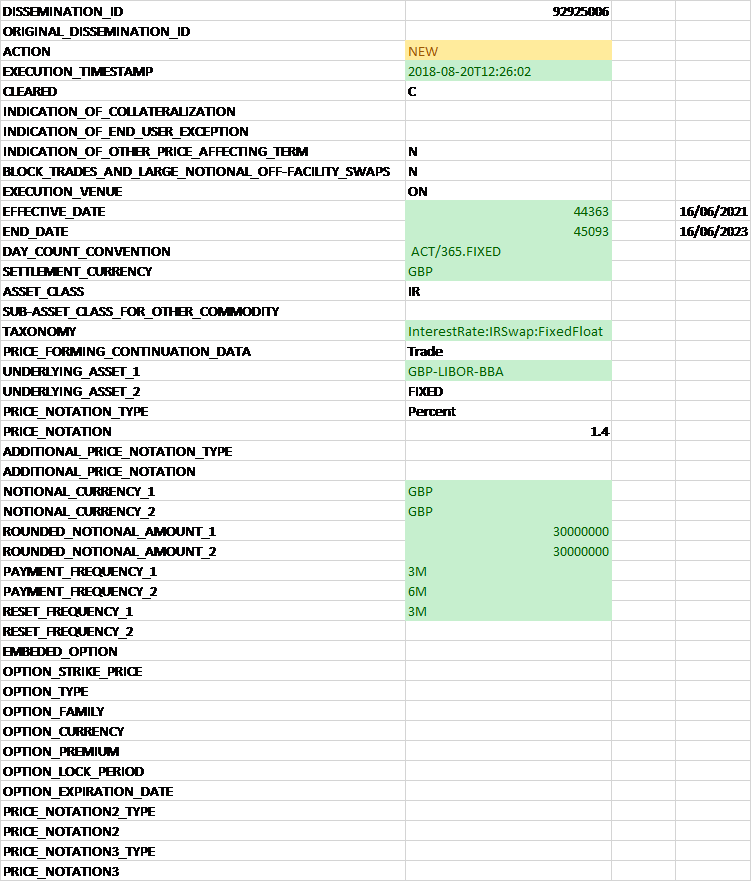 DISSEMINATION_ID 92925006
ORIGINAL_DISSEMINATION_ID
ACTION NEW
EXECUTION_TIMESTAMP 2018-08-20T12:26:02
CLEARED C
INDICATION_OF_COLLATERALIZATION
INDICATION_OF_END_USER_EXCEPTION
INDICATION_OF_OTHER_PRICE_AFFECTING_TERM N
BLOCK_TRADES_AND_LARGE_NOTIONAL_OFF-FACILITY_SWAPS N
EXECUTION_VENUE ON
EFFECTIVE_DATE 44363 16/06/2021
END_DATE 45093 16/06/2023
DAY_COUNT_CONVENTION ACT/365.FIXED
SETTLEMENT_CURRENCY GBP
ASSET_CLASS IR
SUB-ASSET_CLASS_FOR_OTHER_COMMODITY
TAXONOMY InterestRate:IRSwap:FixedFloat
PRICE_FORMING_CONTINUATION_DATA Trade
UNDERLYING_ASSET_1 GBP-LIBOR-BBA
UNDERLYING_ASSET_2 FIXED
PRICE_NOTATION_TYPE Percent
PRICE_NOTATION 1.4
ADDITIONAL_PRICE_NOTATION_TYPE
ADDITIONAL_PRICE_NOTATION
NOTIONAL_CURRENCY_1 GBP
NOTIONAL_CURRENCY_2 GBP
ROUNDED_NOTIONAL_AMOUNT_1 30000000
ROUNDED_NOTIONAL_AMOUNT_2 30000000
PAYMENT_FREQUENCY_1 3M
PAYMENT_FREQUENCY_2 6M
RESET_FREQUENCY_1 3M
RESET_FREQUENCY_2
EMBEDED_OPTION
OPTION_STRIKE_PRICE
OPTION_TYPE
OPTION_FAMILY
OPTION_CURRENCY
OPTION_PREMIUM
OPTION_LOCK_PERIOD
OPTION_EXPIRATION_DATE
PRICE_NOTATION2_TYPE
PRICE_NOTATION2
PRICE_NOTATION3_TYPE
PRICE_NOTATION3